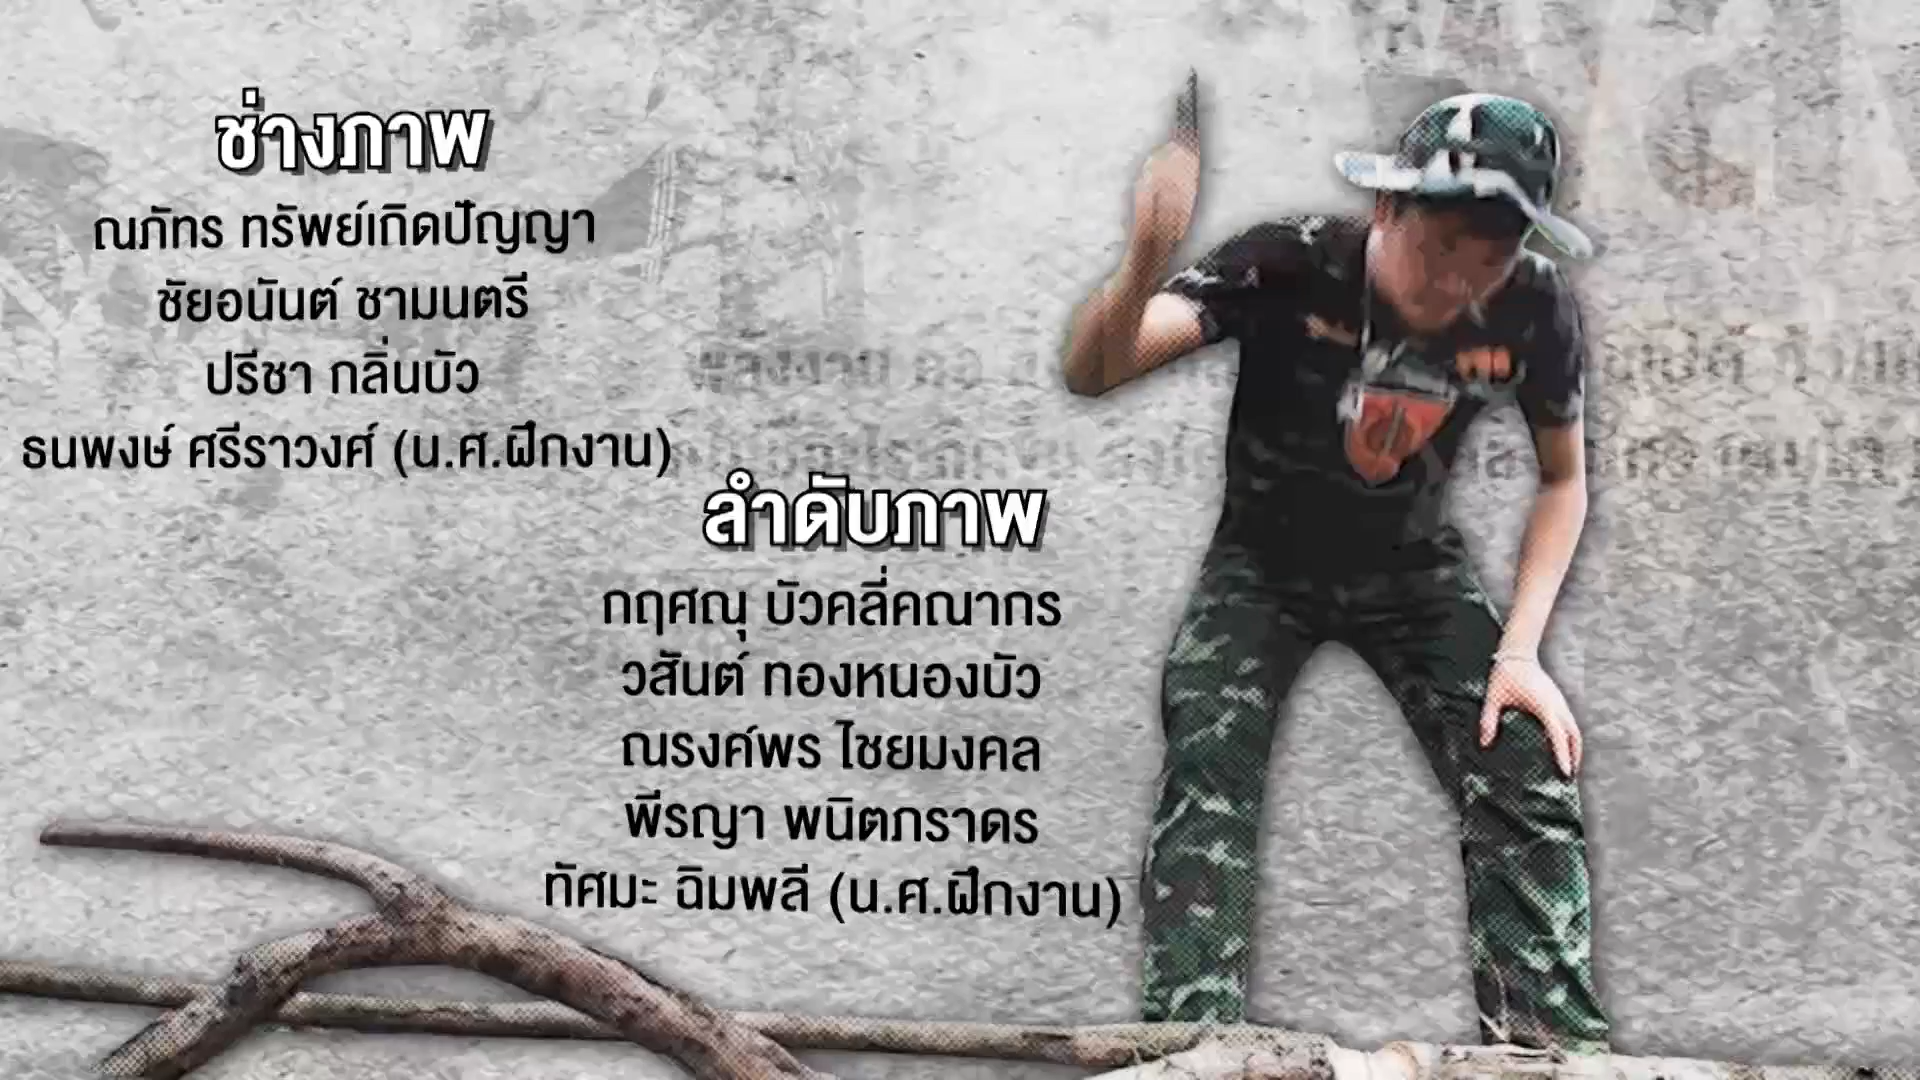 ช่างภาพ
ณภัทร ทรัพย์เกิดปัญญา
ชัยอนันต์ ชามนตรี
ปรีชา กลิ่นบัว
ธนพงษ์ ศรีราวงศ์ (น.ศ.ฝึกงาน)
ลำดับภาพ
กฤศณุ บัวคลี่คณากร
วสันต์ ทองหนองบัว
ณรงค์พร ไชยมงคล
พีรญา พนิตภราดร
ทัศมะ ฉิมพลี (น.ศ.ฝึกงาน)